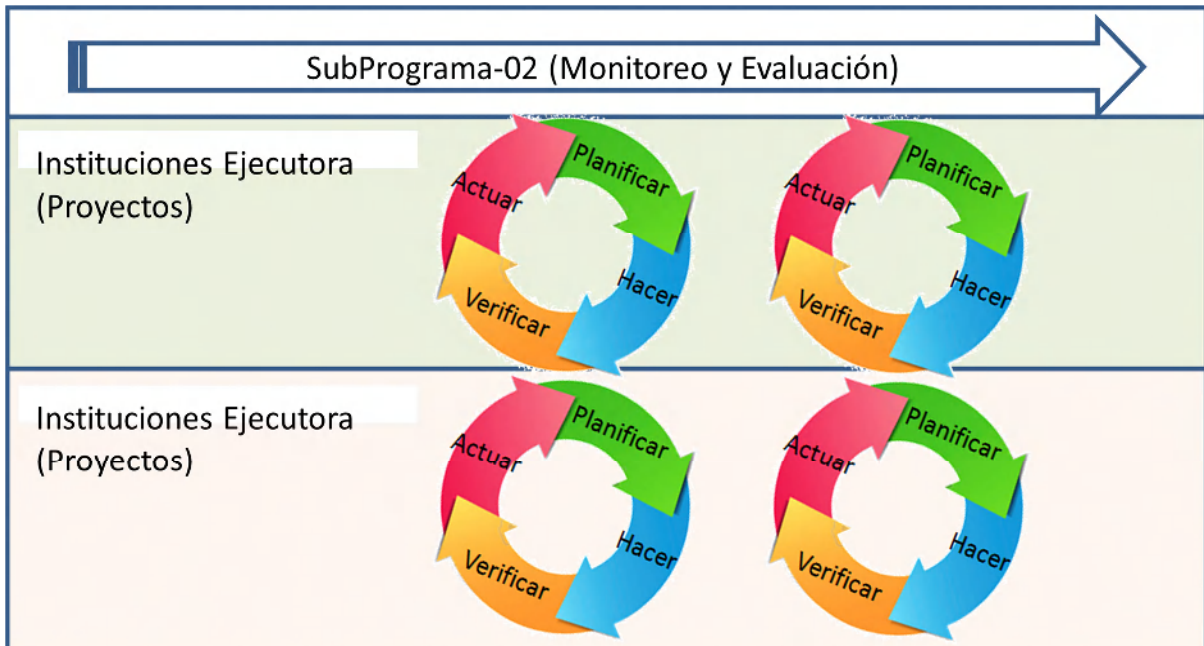 SubPrograma-02 (Monitoreo y Evaluación)
Instituciones Ejecutora
(Proyectos)
Planificar
Hacer
Verificar
Actuar
Planificar
Hacer
Verificar
Actuar
Instituciones Ejecutora
(Proyectos)
Planificar
Hacer
Verificar
Actuar
Planificar
Hacer
Verificar
Actuar